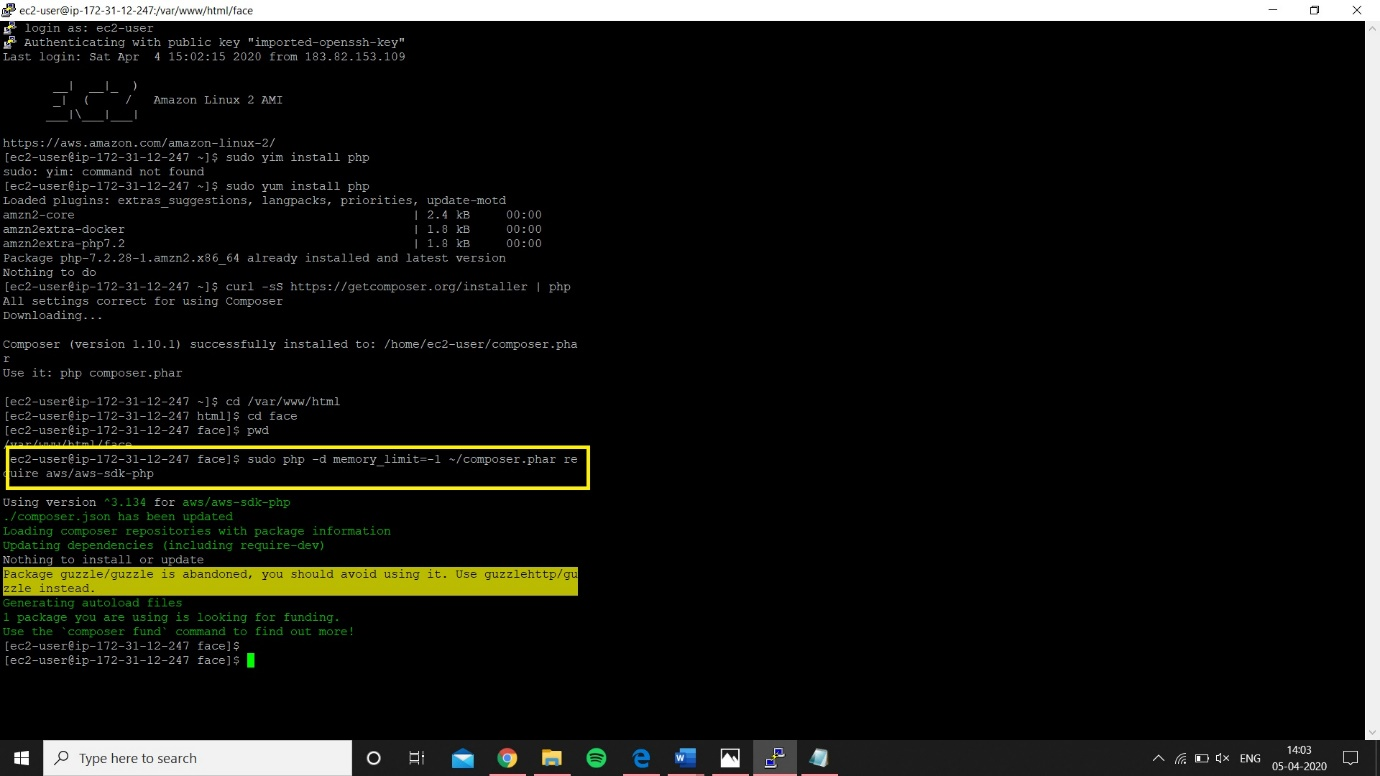 ec2-user@ip-172-31-12-247:/var/www/html/face
login as: ec2-user
Authenticating with public key "imported-openssh-key"
Last login: Sat Apr  4 15:02:15 2020 from 183.82.153.109
__|  __|_  )
_|  (     /   Amazon Linux 2 AMI
___|\___|___|
https://aws.amazon.com/amazon-linux-2/
[ec2-user@ip-172-31-12-247 ~]$ sudo yim install php
sudo: yim: command not found
[ec2-user@ip-172-31-12-247 ~]$ sudo yum install php
Loaded plugins: extras_suggestions, langpacks, priorities, update-motd
amzn2-core | 2.4 kB 00:00
amzn2extra-docker | 1.8 kB 00:00
amzn2extra-php7.2 | 1.8 kB 00:00
Package php-7.2.28-1.amzn2.x86_64 already installed and latest version
Nothing to do
[ec2-user@ip-172-31-12-247 ~]$ curl -sS https://getcomposer.org/installer | php
All settings correct for using Composer
Downloading...
Composer (version 1.10.1) successfully installed to: /home/ec2-user/composer.pha
r
Use it: php composer.phar
[ec2-user@ip-172-31-12-247 ~]$ cd /var/www/html
[ec2-user@ip-172-31-12-247 html]$ cd face
[ec2-user@ip-172-31-12-247 face]$ pwd
/var/www/html/face
[ec2-user@ip-172-31-12-247 face]$ sudo php -d memory_limit=-1 ~/composer.phar re
quire aws/aws-sdk-php
Using version ^3.134 for aws/aws-sdk-php
./composer.json has been updated
Loading composer repositories with package information
Updating dependencies (including require-dev)
Nothing to install or update
Package guzzle/guzzle is abandoned, you should avoid using it. Use guzzlehttp/gu
zzle instead.
Generating autoload files
1 package you are using is looking for funding.
Use the `composer fund` command to find out more!
[ec2-user@ip-172-31-12-247 face]$
[ec2-user@ip-172-31-12-247 face]$
Type here to search
ENG
14:03
05-04-2020